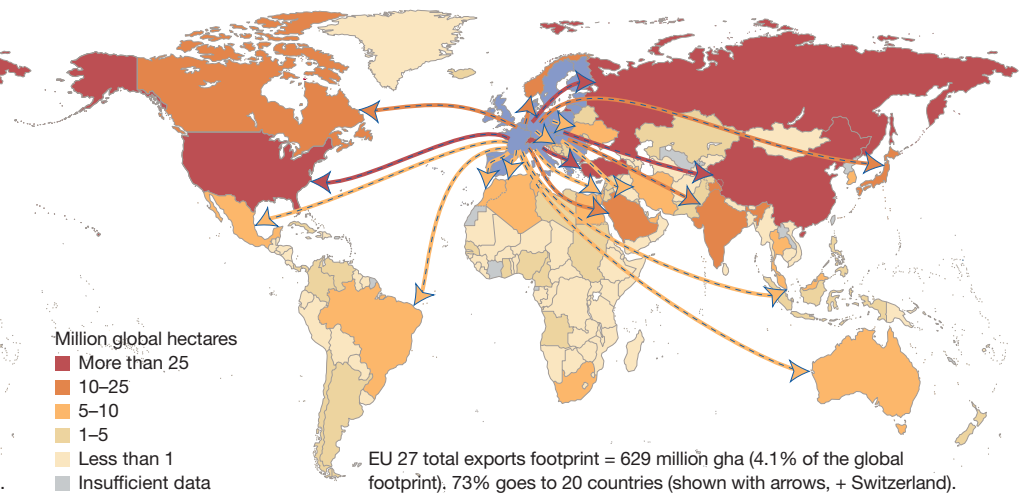 Million global hectares
More than 25
10–25
5–10
1–5
Less than 1
Insufficient data
.
EU 27 total exports footprint = 629 million gha (4.1% of the global
footprint). 73% goes to 20 countries (shown with arrows, + Switzerland).